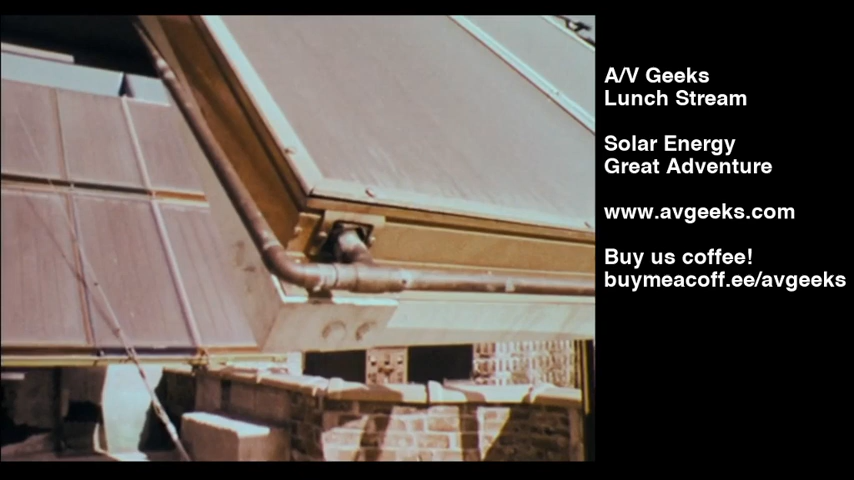 A/V Geeks
Lunch Stream
Solar Energy
Great Adventure
www.avgeeks.com
Buy us coffee!
buymeacoff.ee/avgeeks